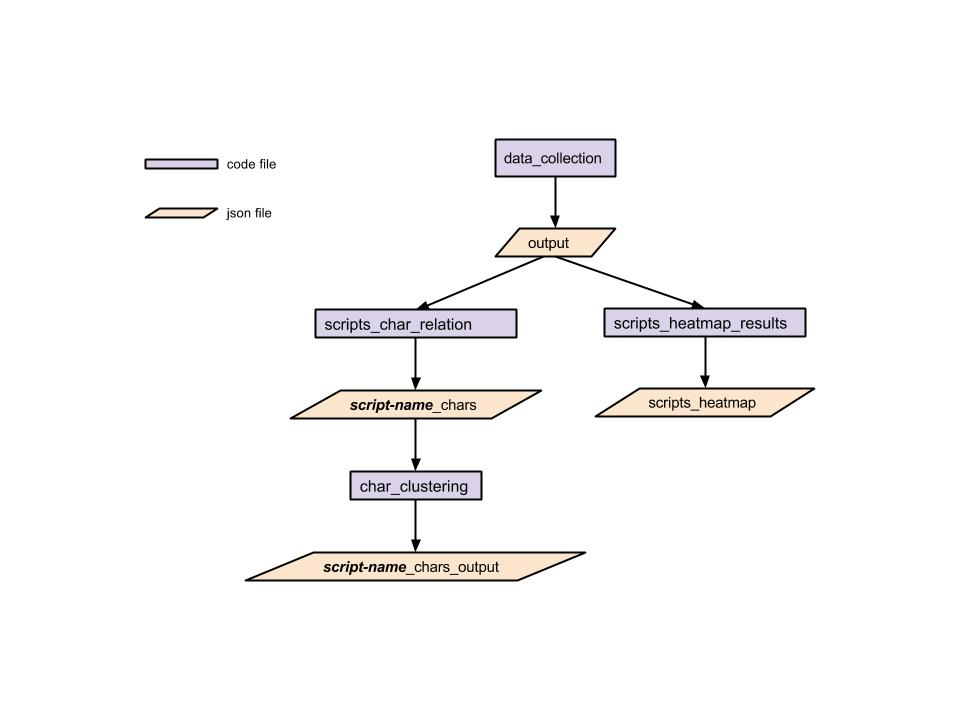 code file
json file
data_collection
output
scripts_char_relation
scripts_heatmap_results
script-name_chars
scripts_heatmap
char_clustering
script-name_chars_output